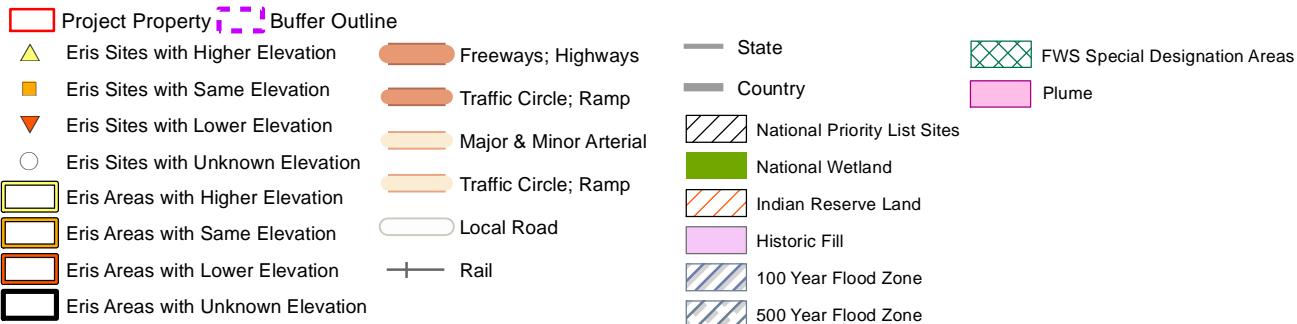 Project Property
Buffer Outline
Eris Sites with Higher Elevation
Eris Sites with Same Elevation
Eris Sites with Lower Elevation
Eris Sites with Unknown Elevation
Eris Areas with Higher Elevation
Eris Areas with Same Elevation
Eris Areas with Lower Elevation
Eris Areas with Unknown Elevation
Freeways; Highways
Traffic Circle; Ramp
Major & Minor Arterial
Traffic Circle; Ramp
Local Road
Rail
State
Country
National Priority List Sites
National Wetland
Indian Reserve Land
Historic Fill
100 Year Flood Zone
500 Year Flood Zone
FWS Special Designation Areas
Plume